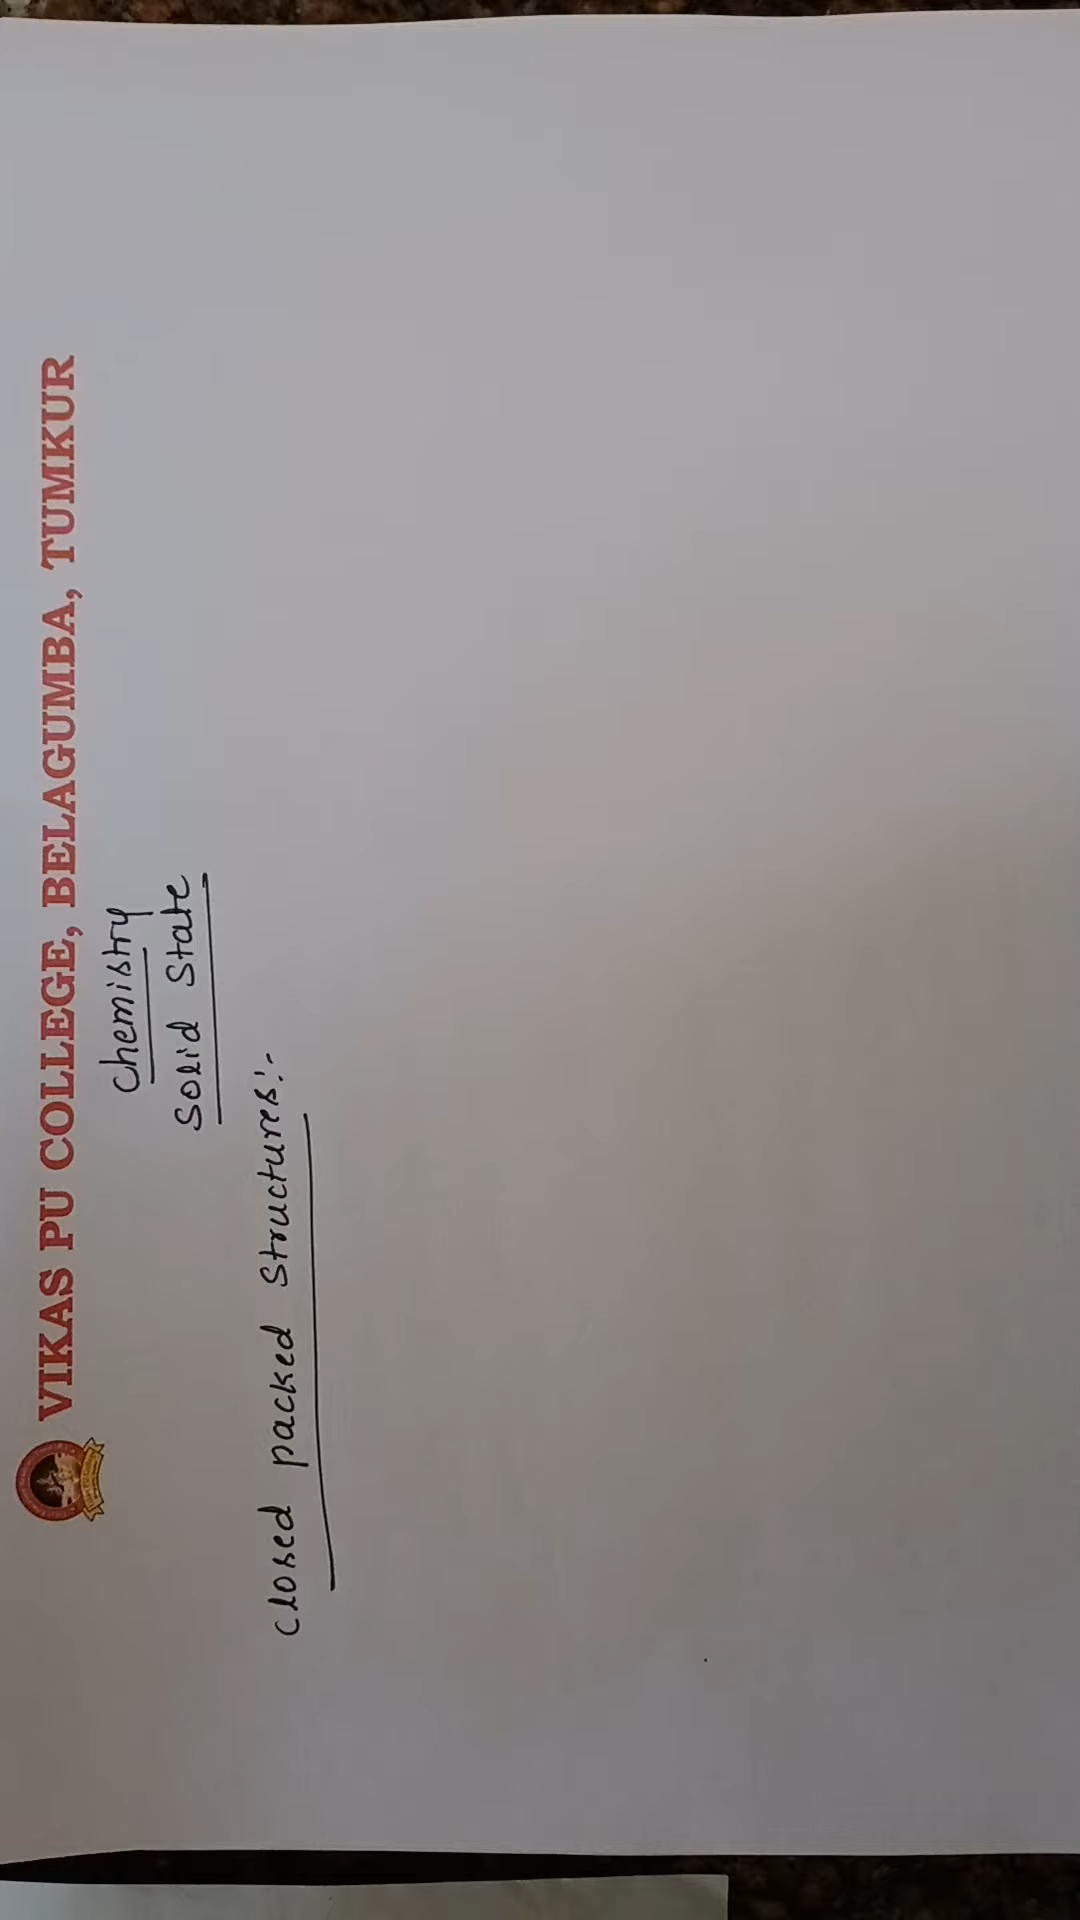 VIKAS PU COLLEGE, BELAGUMBA, TUMKUR
Chemistry
Solid State
Closed packed Structures:-